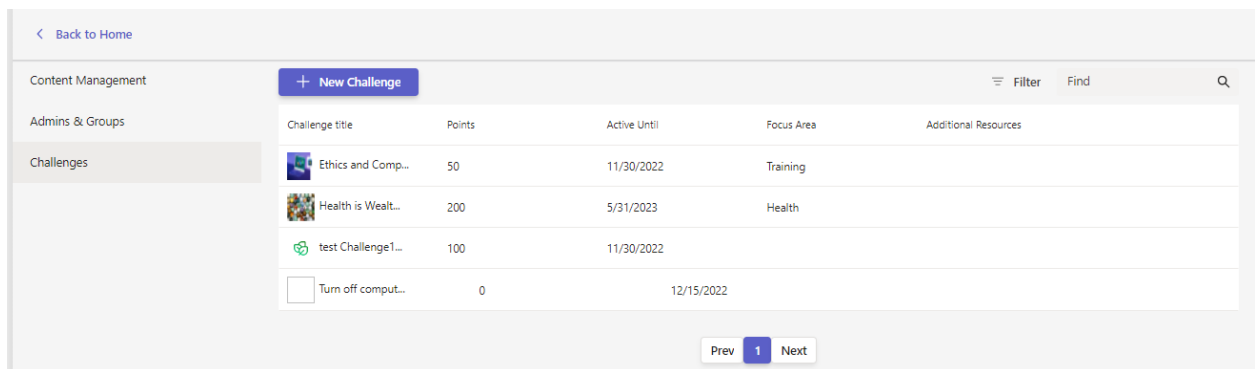 Back to Home
Content Management
Admins & Groups
Challenges
+ New Challenge
Filter Find
Challenge title Points Active Until Focus Area Additional Resources
Ethics and Comp... 50 11/30/2022 Training
Health is Wealt... 200 5/31/2023 Health
test Challenge1... 100 11/30/2022
Turn off comput... 0 12/15/2022
Prev 1 Next